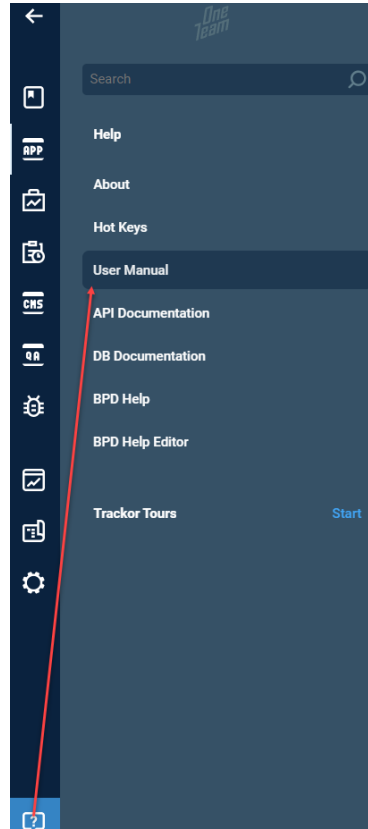 One
Team
Search
Help
APP
About
Hot Keys
User Manual
API Documentation
CMS
DB Documentation
QA
BPD Help
BPD Help Editor
Trackor Tours Start
?